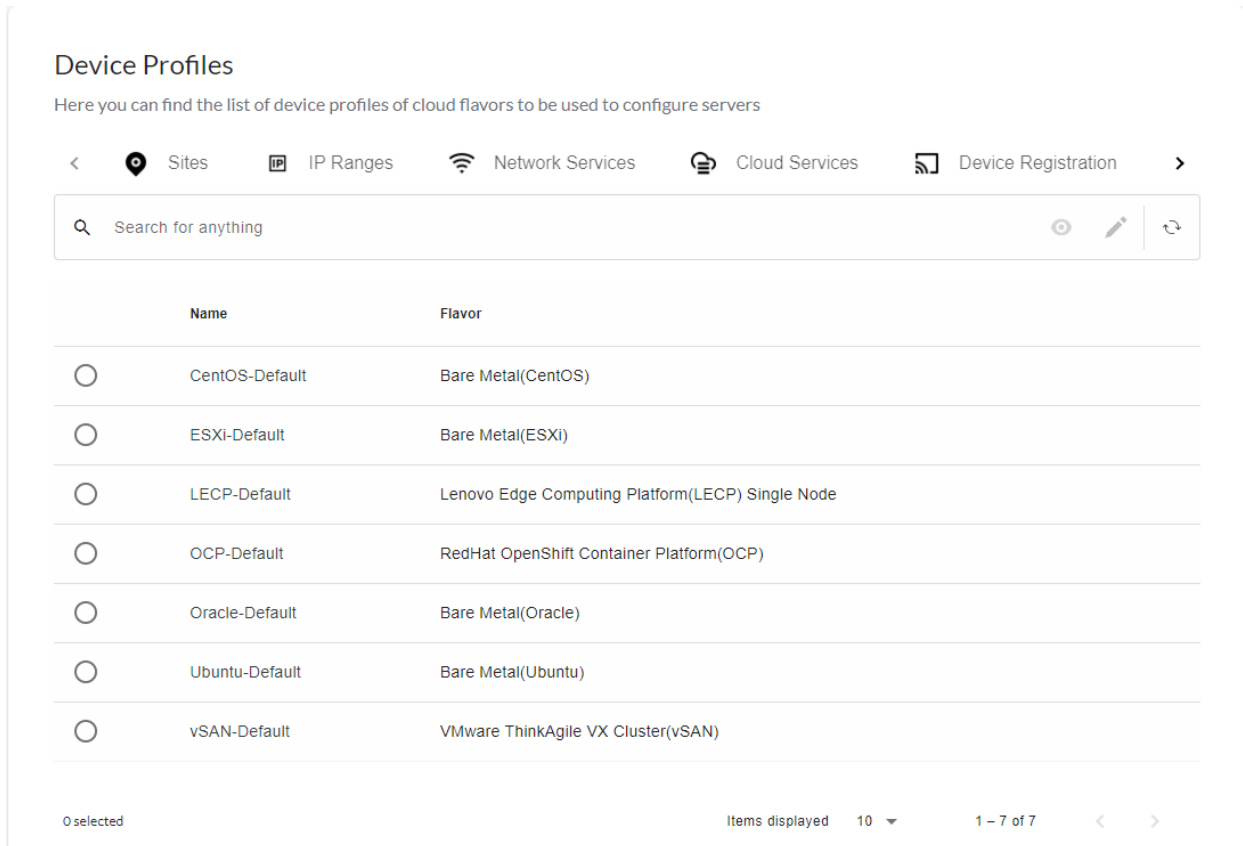 Device Profiles
Here you can find the list of device profiles of cloud flavors to be used to configure servers
Sites IP IP Ranges Network Services Cloud Services Device Registration
Search for anything
Name Flavor
CentOS-Default Bare Metal(CentOS)
ESXi-Default Bare Metal(ESXi)
LECP-Default Lenovo Edge Computing Platform(LECP) Single Node
OCP-Default RedHat OpenShift Container Platform(OCP)
Oracle-Default Bare Metal(Oracle)
Ubuntu-Default Bare Metal(Ubuntu)
vSAN-Default VMware ThinkAgile VX Cluster(vSAN)
0 selected Items displayed 10 1 – 7 of 7